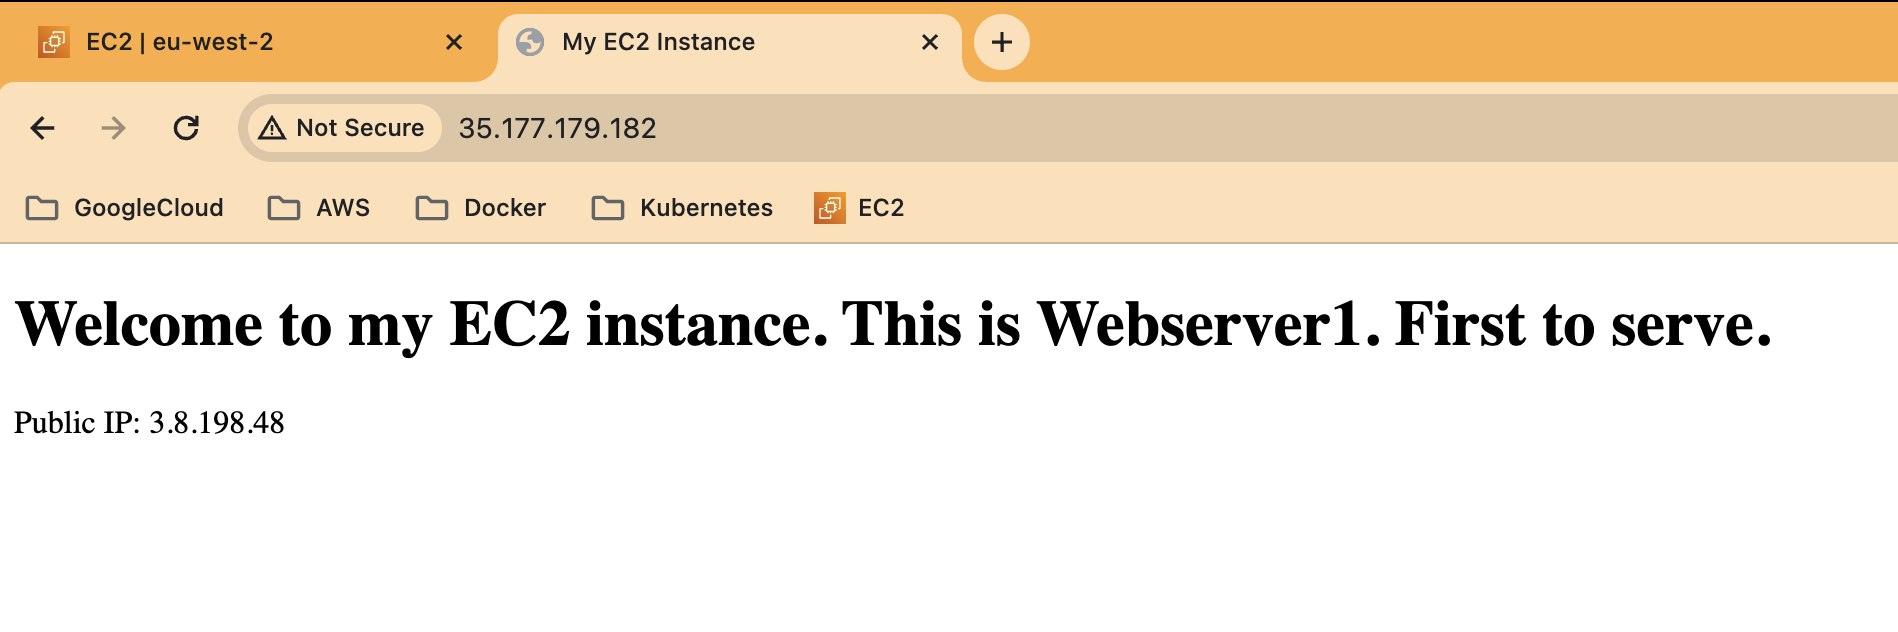 EC2 | eu-west-2
My EC2 Instance
Not Secure 35.177.179.182
GoogleCloud AWS Docker Kubernetes EC2
Welcome to my EC2 instance. This is Webserver1. First to serve.
Public IP: 3.8.198.48